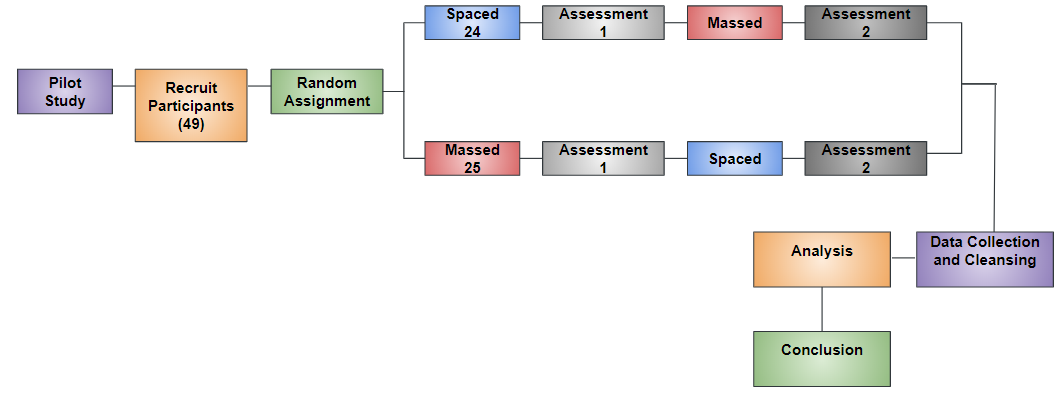 Pilot
Study
Recruit
Participants
(49)
Random
Assignment
Spaced
24
Assessment
1
Massed
Assessment
2
Massed
25
Assessment
1
Spaced
Assessment
2
Data Collection
and Cleansing
Analysis
Conclusion